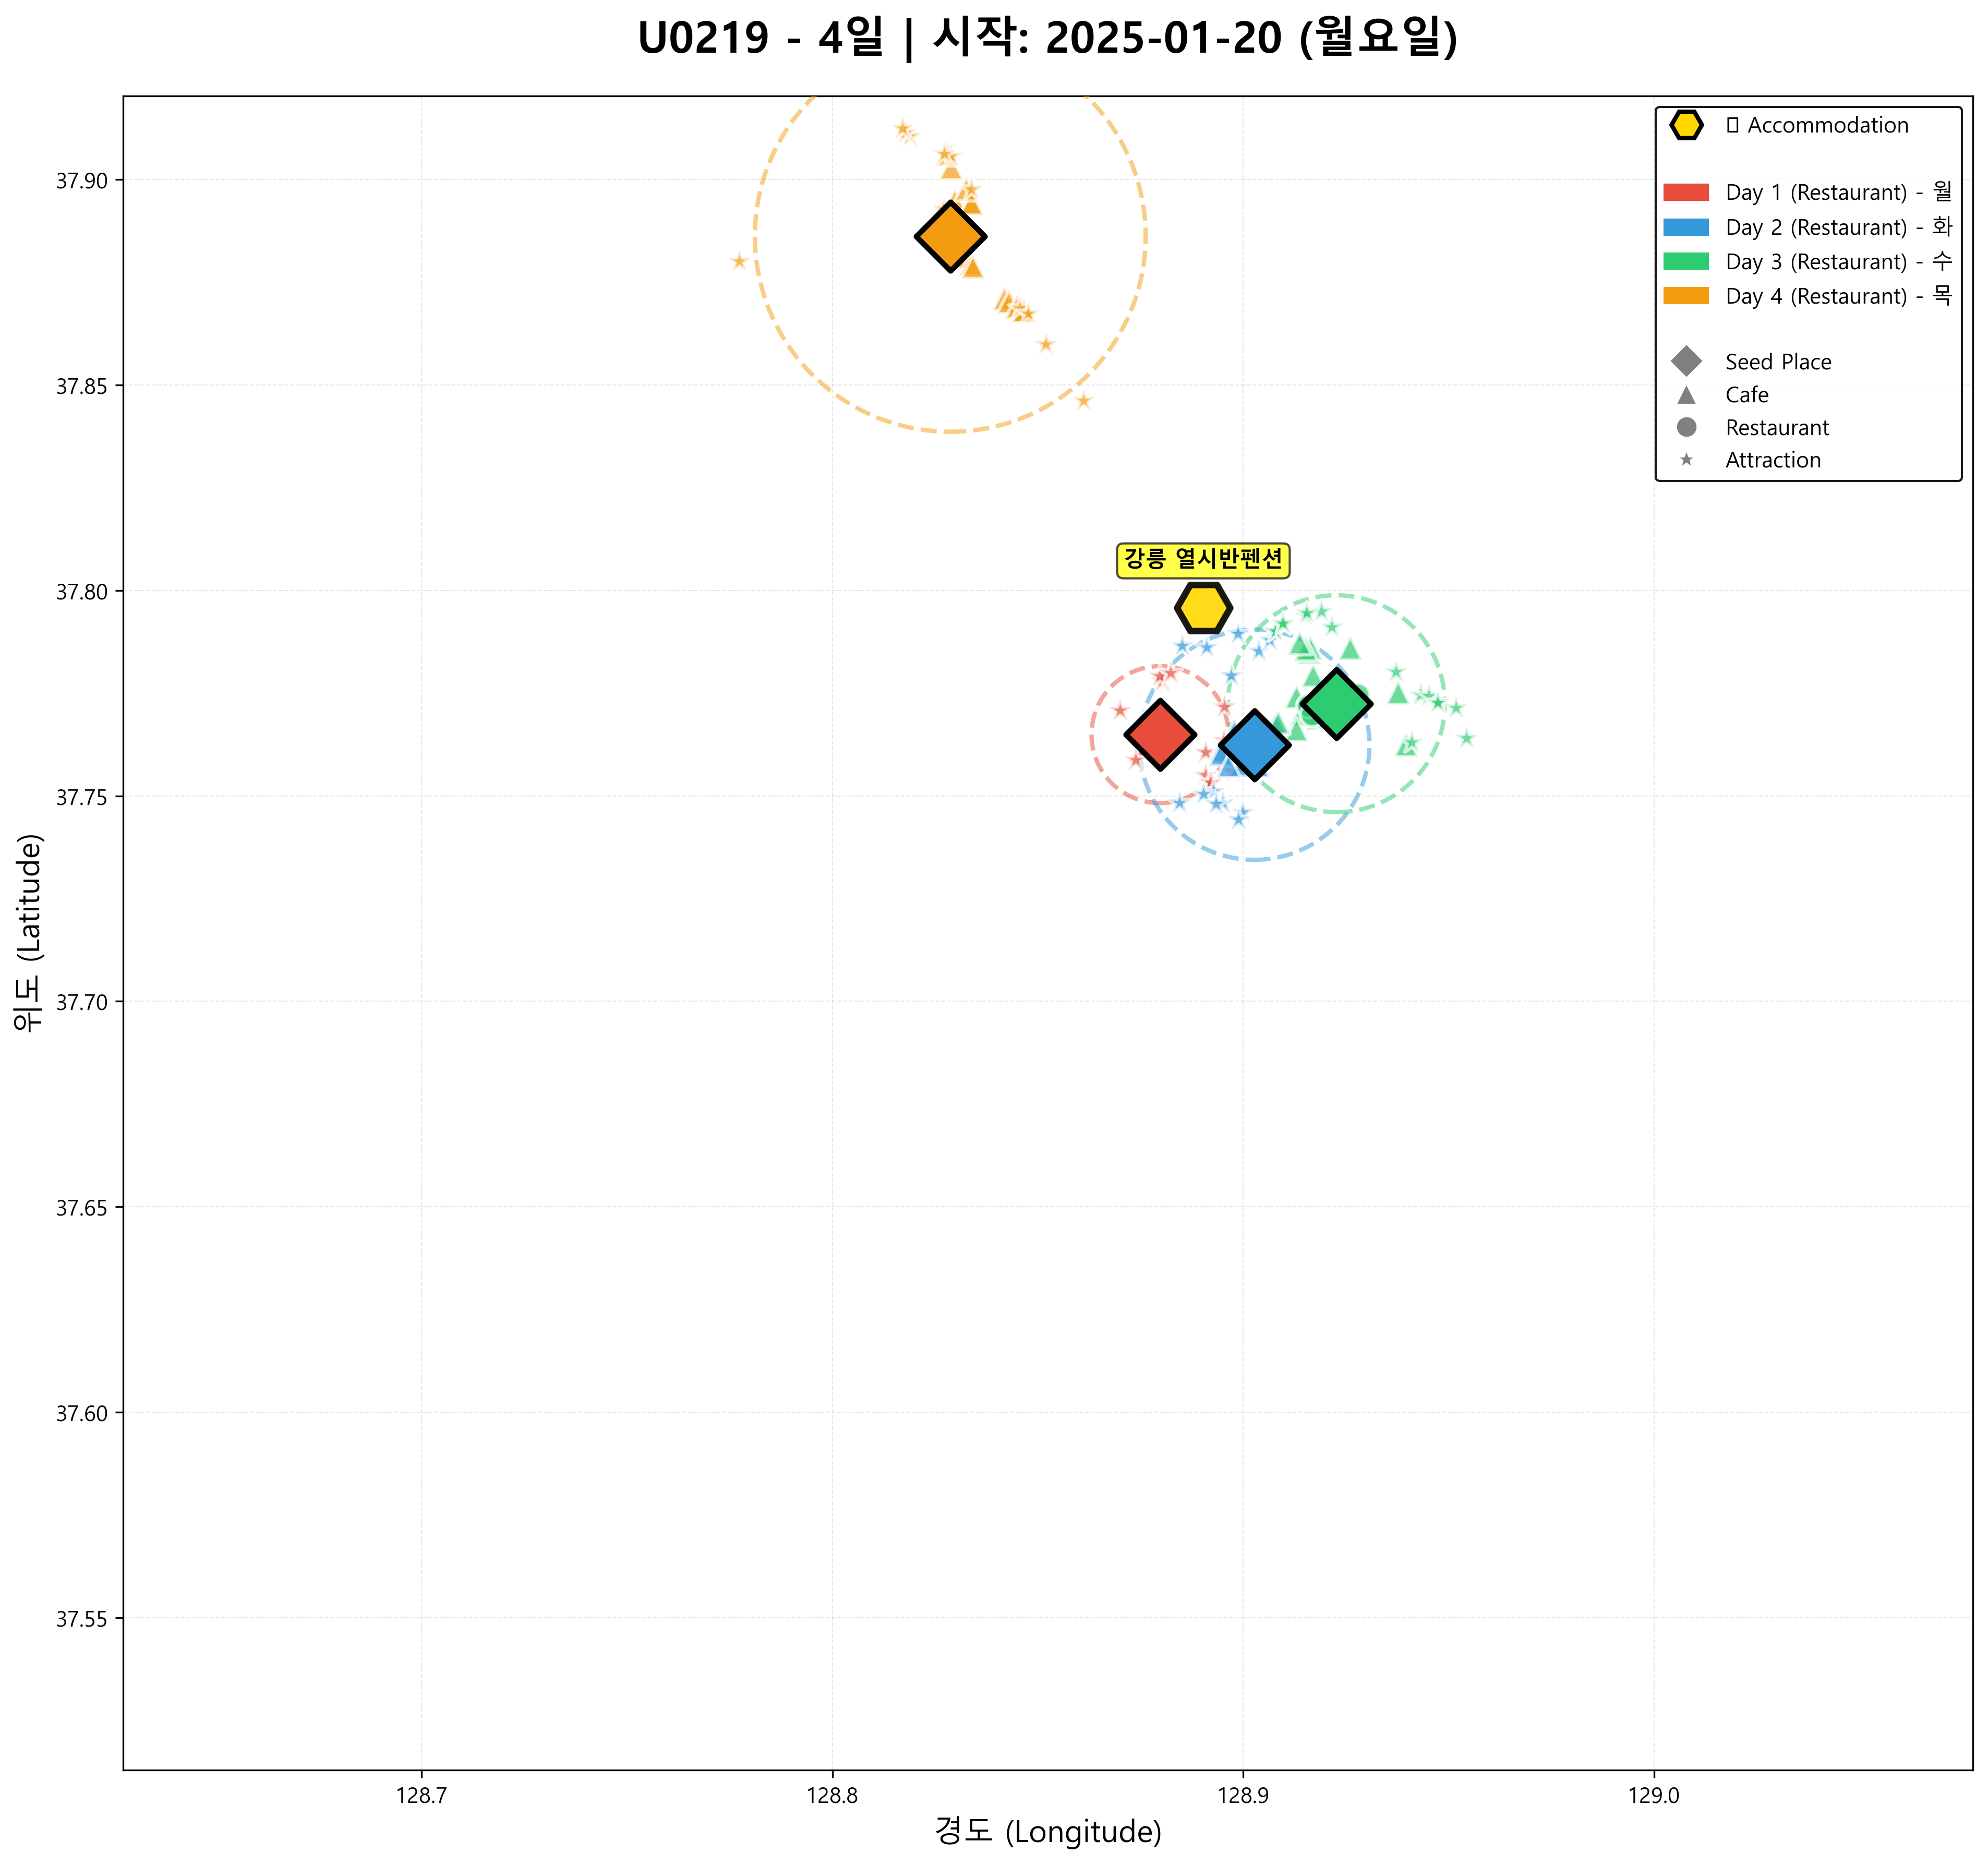 U0219 - 4일 | 시작: 2025-01-20 (월요일)
▯ Accommodation
Day 1 (Restaurant) - 월
Day 2 (Restaurant) - 화
Day 3 (Restaurant) - 수
Day 4 (Restaurant) - 목
Seed Place
Cafe
Restaurant
Attraction
강릉 열시반펜션
37.90
37.85
37.80
37.75
37.70
37.65
37.60
37.55
위도 (Latitude)
128.7
128.8
128.9
129.0
경도 (Longitude)